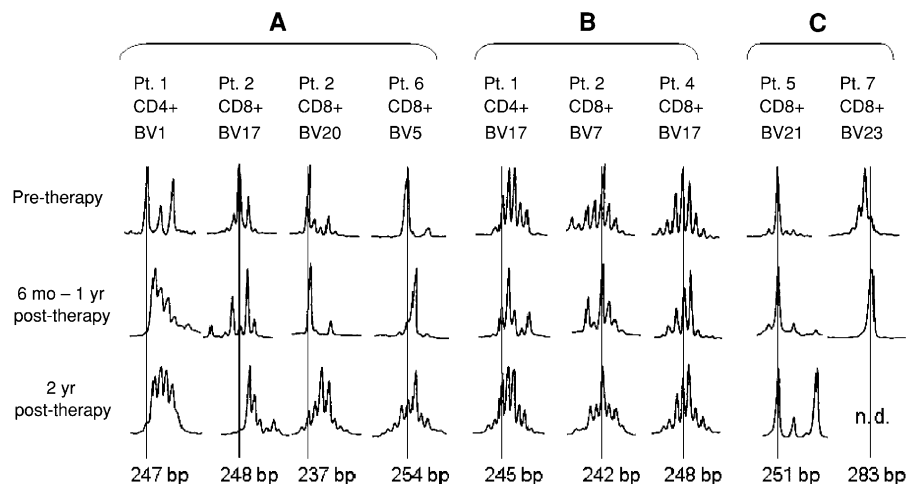 A B C
Pt. 1 Pt. 2 Pt. 2 Pt. 6 Pt. 1 Pt. 2 Pt. 4 Pt. 5 Pt. 7
CD4+ CD8+ CD8+ CD8+ CD4+ CD8+ CD8+ CD8+ CD8+
BV1 BV17 BV20 BV5 BV17 BV7 BV17 BV21 BV23
Pre-therapy
6 mo – 1 yr
post-therapy
2 yr
post-therapy
n.d.
247 bp 248 bp 237 bp 254 bp 245 bp 242 bp 248 bp 251 bp 283 bp